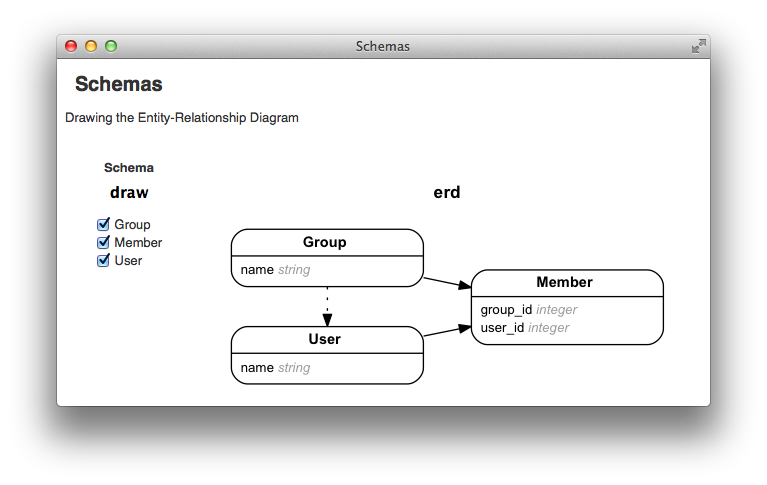 Schemas
Schemas
Drawing the Entity-Relationship Diagram
Schema
draw
erd
Group
Member
User
Group
name string
Member
group_id integer
user_id integer
User
name string